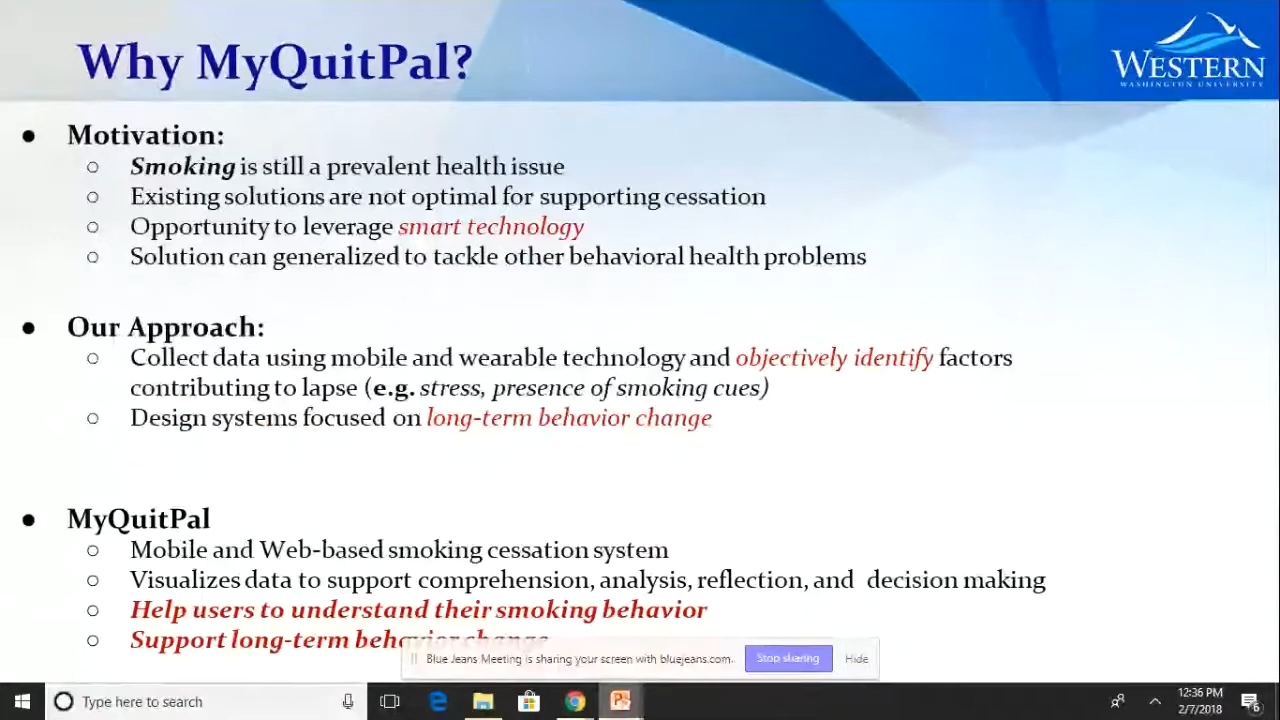 Why MyQuitPal?
WESTERN
WASHINGTON UNIVERSITY
● Motivation:
○ Smoking is still a prevalent health issue
○ Existing solutions are not optimal for supporting cessation
○ Opportunity to leverage smart technology
○ Solution can generalized to tackle other behavioral health problems
● Our Approach:
○ Collect data using mobile and wearable technology and objectively identify factors
contributing to lapse (e.g. stress, presence of smoking cues)
○ Design systems focused on long-term behavior change
● MyQuitPal
○ Mobile and Web-based smoking cessation system
○ Visualizes data to support comprehension, analysis, reflection, and decision making
○ Help users to understand their smoking behavior
○ Support long-term behavior change
Blue Jeans Meeting is sharing your screen with bluejeans.com. Stop sharing Hide
Type here to search
12:36 PM
2/7/2018
6